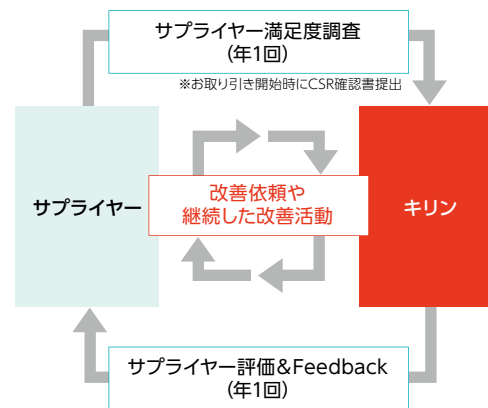 サプライヤー満足度調査
(年1回)
※お取り引き開始時にCSR確認書提出
サプライヤー
改善依頼や
継続した改善活動
キリン
サプライヤー評価&Feedback
(年1回)